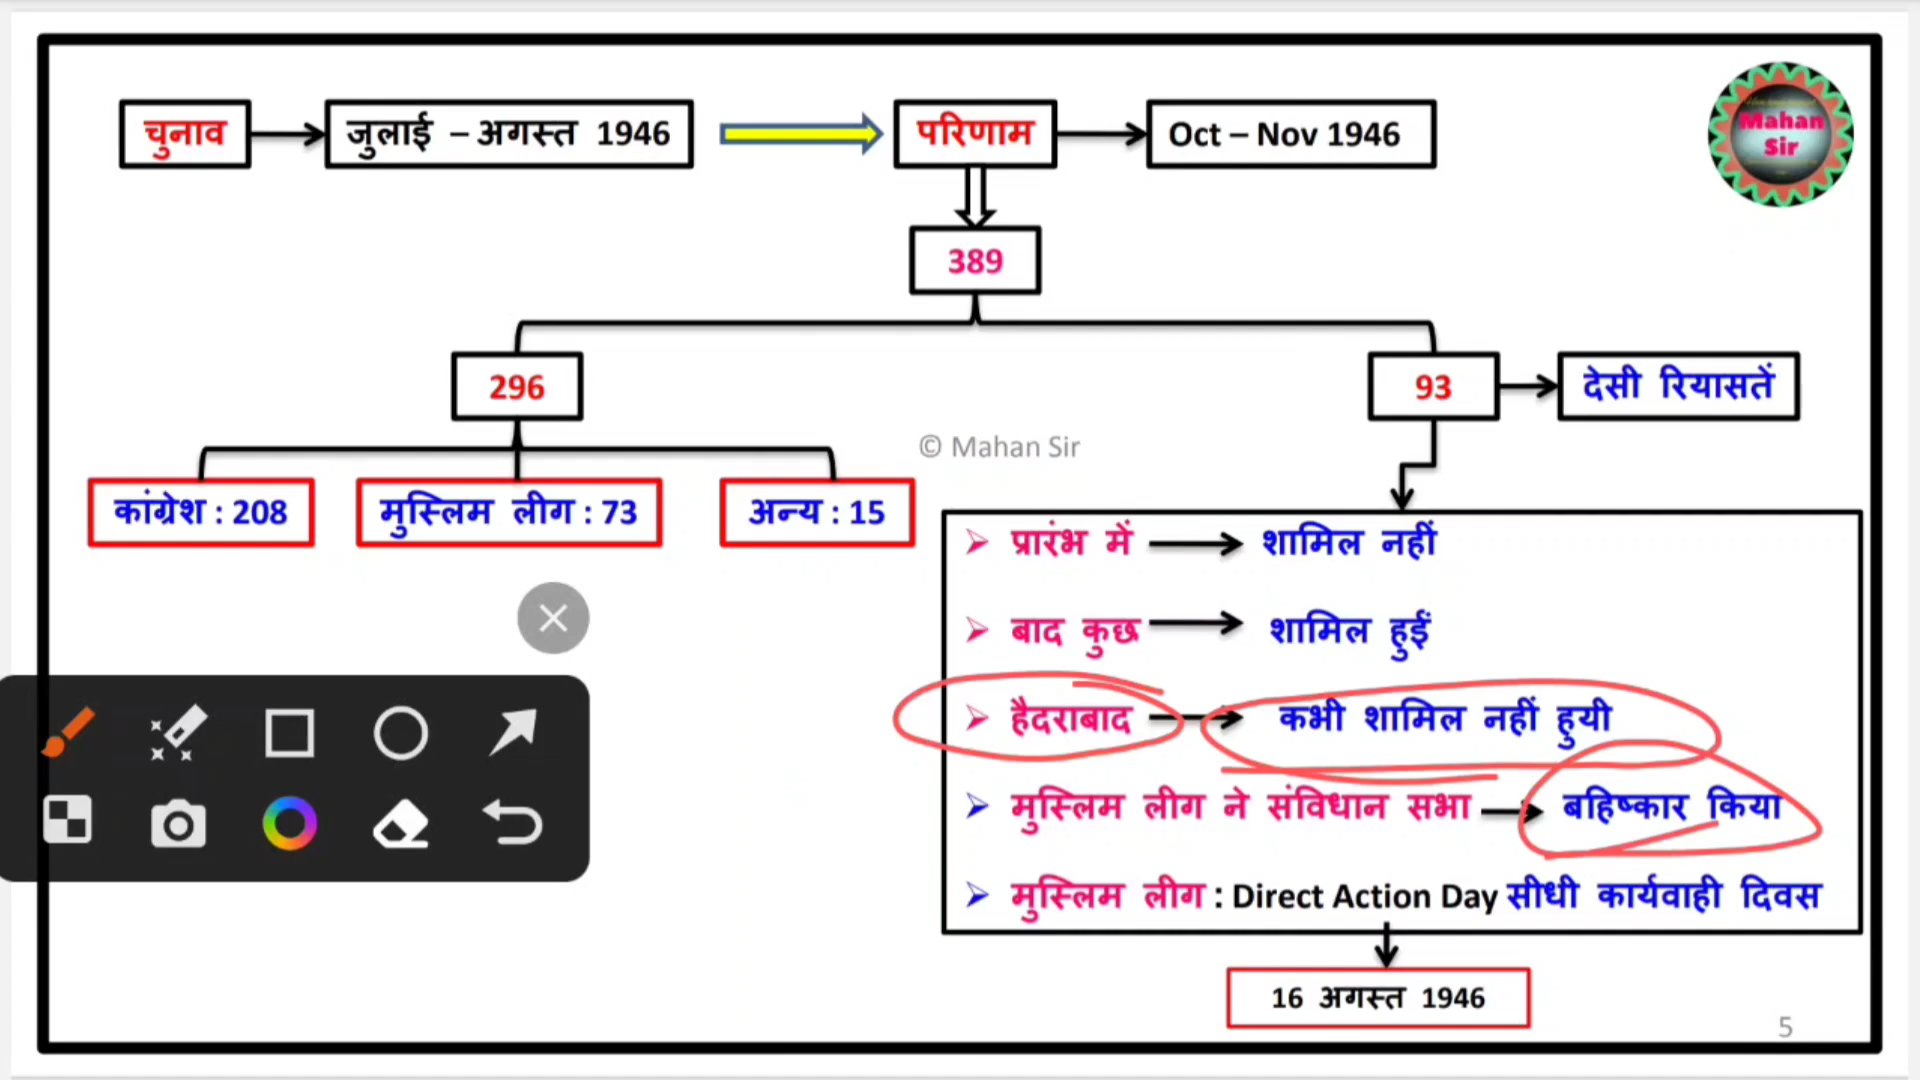 चुनाव
जुलाई – अगस्त 1946
परिणाम
Oct – Nov 1946
Mahan
Sir
389
296
93
देसी रियासतें
© Mahan Sir
कांग्रेश : 208
मुस्लिम लीग : 73
अन्य : 15
➢ प्रारंभ में शामिल नहीं
➢ बाद कुछ शामिल हुईं
➢ हैदराबाद कभी शामिल नहीं हुयी
➢ मुस्लिम लीग ने संविधान सभा बहिष्कार किया
➢ मुस्लिम लीग : Direct Action Day सीधी कार्यवाही दिवस
16 अगस्त 1946
5